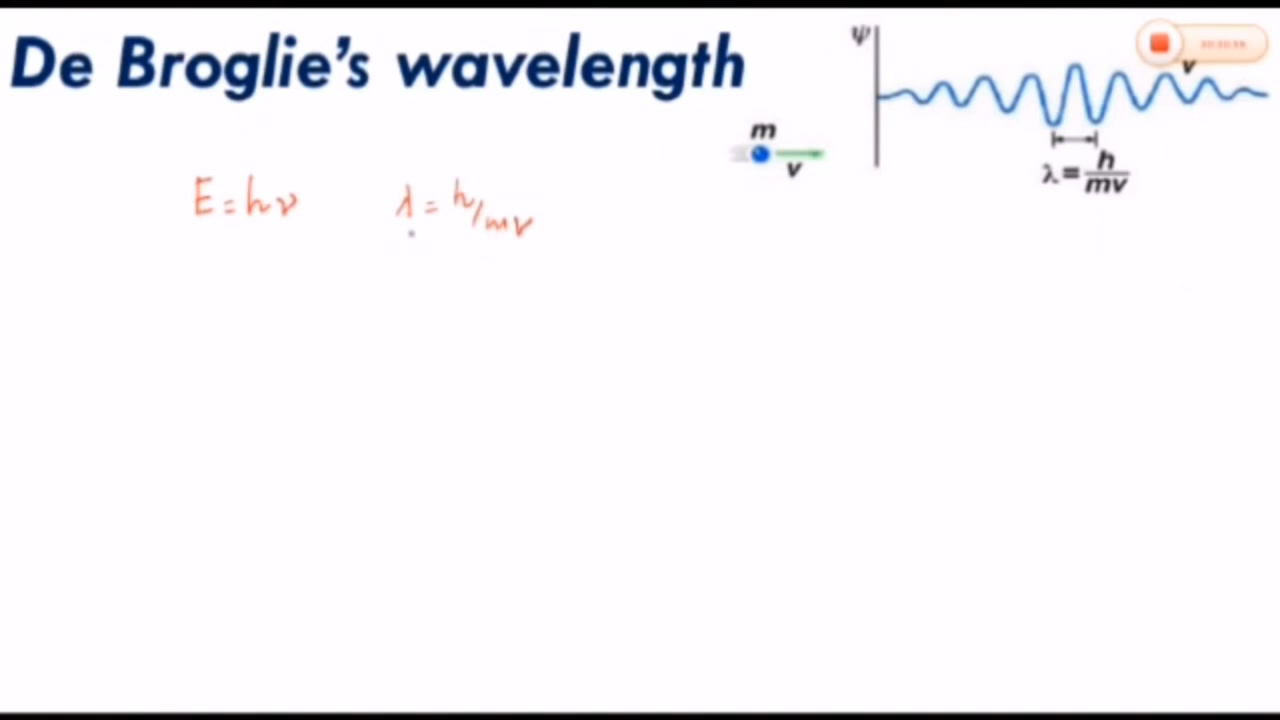 De Broglie's wavelength
ψ
v
m
v
λ = h/mv
E = hν λ = h/mv